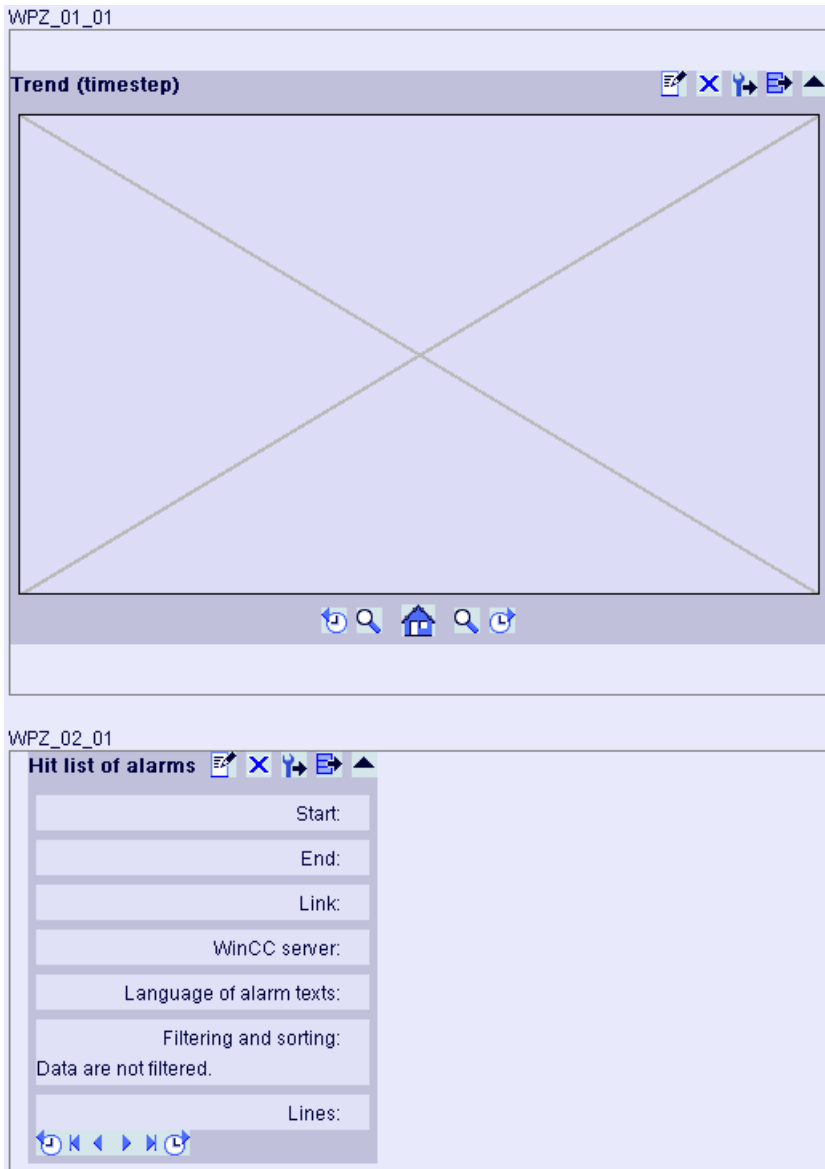 WPZ_01_01
Trend (timestep)
WPZ_02_01
Hit list of alarms
Start:
End:
Link:
WinCC server:
Language of alarm texts:
Filtering and sorting:
Data are not filtered.
Lines: